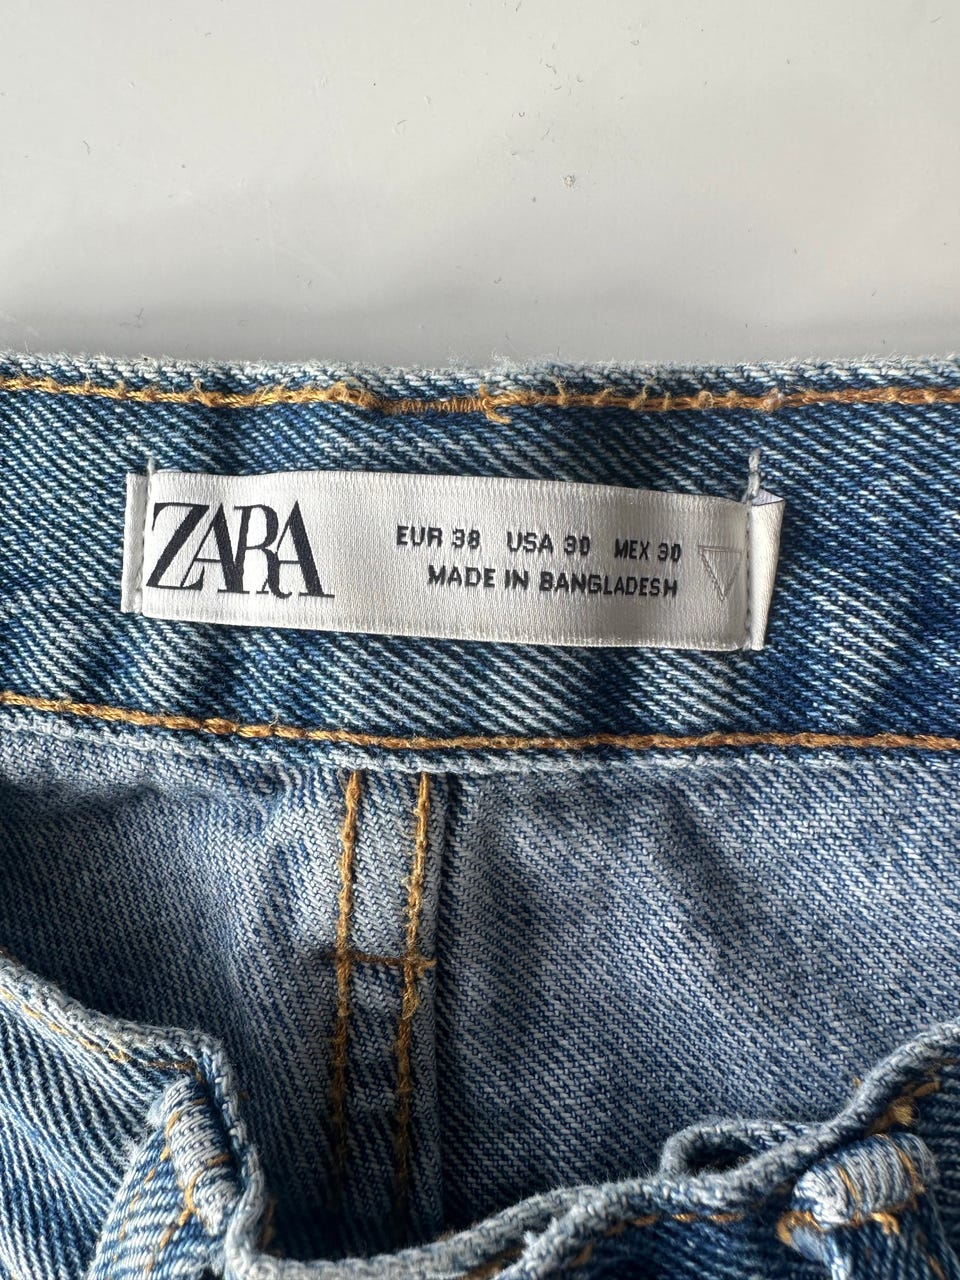 ZARA
EUR 38 USA 30 MEX 30
MADE IN BANGLADESH